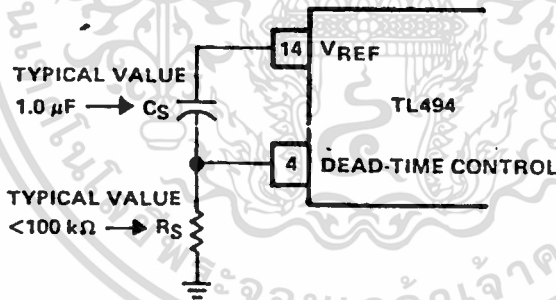 14 VREF
TYPICAL VALUE
1.0 µF → CS
TL494
4 DEAD-TIME CONTROL
TYPICAL VALUE
<100 kΩ → RS